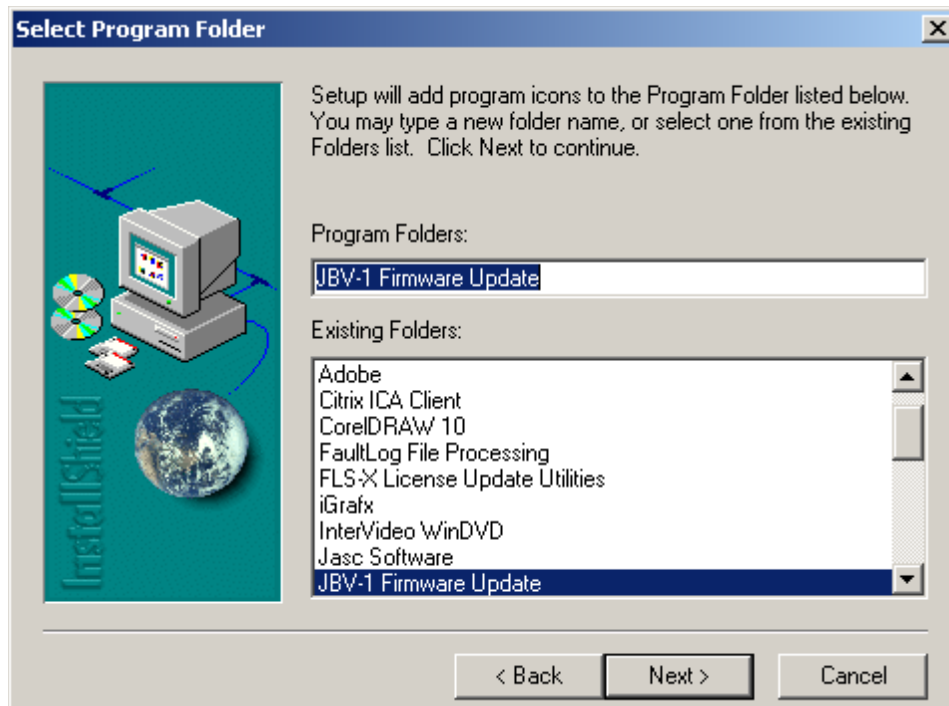 Select Program Folder
Setup will add program icons to the Program Folder listed below.
You may type a new folder name, or select one from the existing
Folders list.  Click Next to continue.
Program Folders:
JBV-1 Firmware Update
Existing Folders:
Adobe
Citrix ICA Client
CorelDRAW 10
FaultLog File Processing
FLS-X License Update Utilities
iGrafx
InterVideo WinDVD
Jasc Software
JBV-1 Firmware Update
InstallShield
< Back
Next >
Cancel